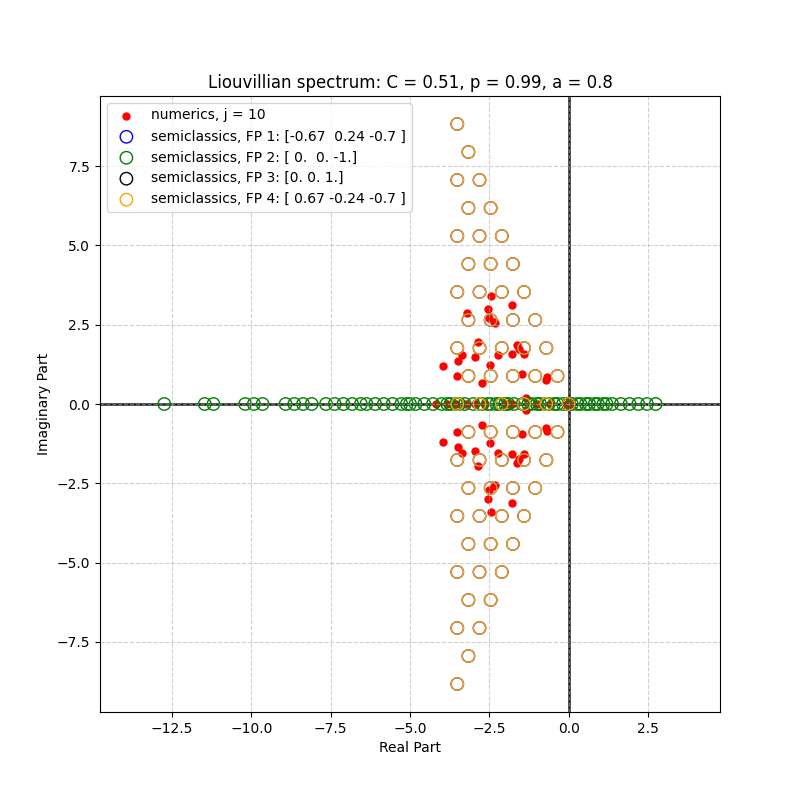 Liouvillian spectrum: C = 0.51, p = 0.99, a = 0.8
numerics, j = 10
semiclassics, FP 1: [-0.67  0.24 -0.7 ]
semiclassics, FP 2: [ 0.  0. -1.]
semiclassics, FP 3: [0. 0. 1.]
semiclassics, FP 4: [ 0.67 -0.24 -0.7 ]
7.5
5.0
2.5
0.0
−2.5
−5.0
−7.5
Imaginary Part
−12.5 −10.0 −7.5 −5.0 −2.5 0.0 2.5
Real Part